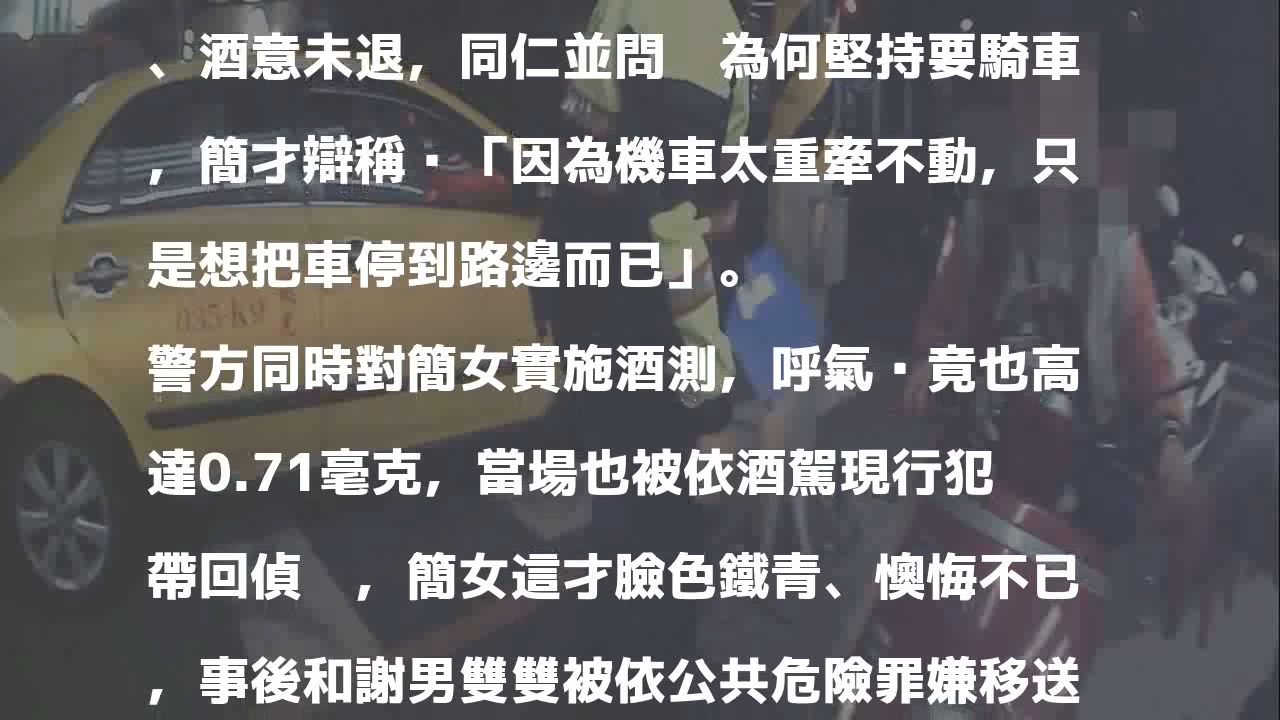 、酒意未退，同仁並問　為何堅持要騎車
，簡才辯稱·「因為機車太重牽不動，只
是想把車停到路邊而已」。
035-K9
警方同時對簡女實施酒測，呼氣·竟也高
達0.71毫克，當場也被依酒駕現行犯
帶回偵　，簡女這才臉色鐵青、懊悔不已
，事後和謝男雙雙被依公共危險罪嫌移送